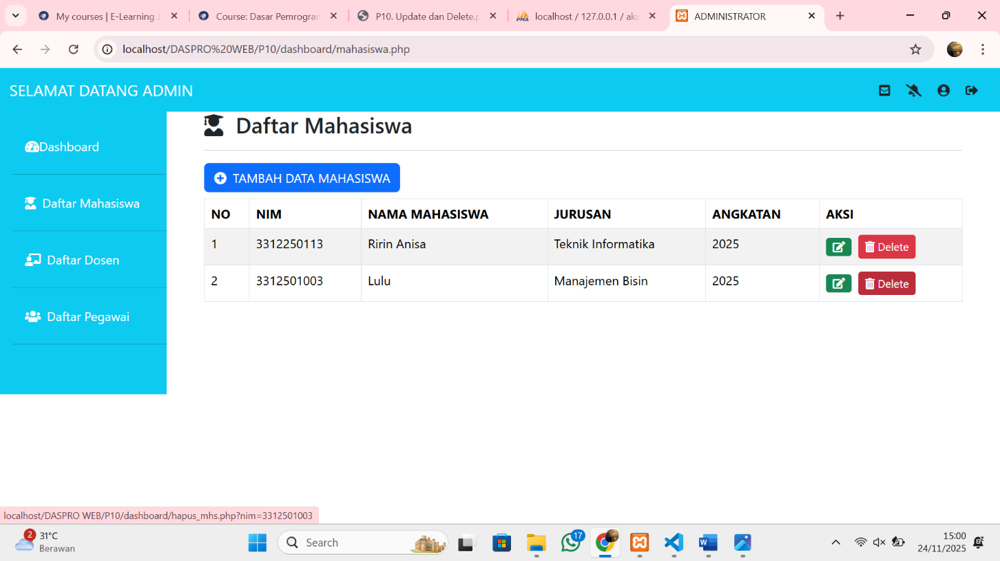 My courses | E-Learning J
Course: Dasar Pemrogram
P10. Update dan Delete.p
localhost / 127.0.0.1 / aka
ADMINISTRATOR
localhost/DASPRO%20WEB/P10/dashboard/mahasiswa.php
SELAMAT DATANG ADMIN
Dashboard
Daftar Mahasiswa
Daftar Dosen
Daftar Pegawai
Daftar Mahasiswa
TAMBAH DATA MAHASISWA
NO NIM NAMA MAHASISWA JURUSAN ANGKATAN AKSI
1 3312250113 Ririn Anisa Teknik Informatika 2025 Delete
2 3312501003 Lulu Manajemen Bisin 2025 Delete
localhost/DASPRO WEB/P10/dashboard/hapus_mhs.php?nim=3312501003
2
31°C
Berawan
Search
17
15:00
24/11/2025